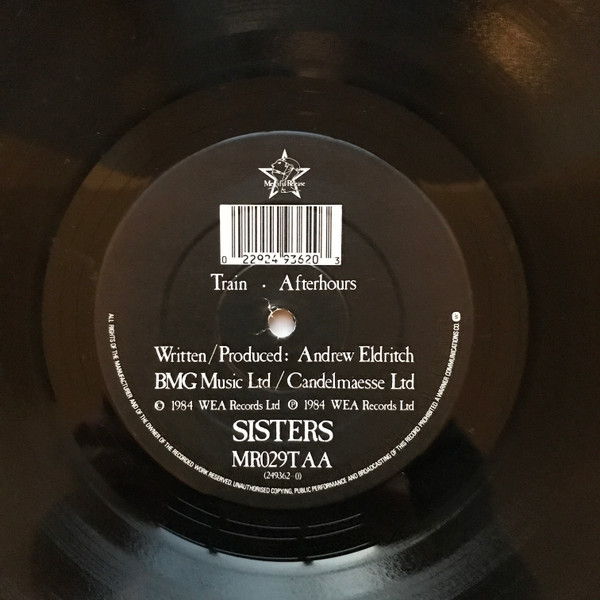 Merciful Release
0 22924 93620 3
Train · Afterhours
Written/Produced: Andrew Eldritch
BMG Music Ltd / Candelmaesse Ltd
© 1984 WEA Records Ltd ℗ 1984 WEA Records Ltd
SISTERS
MR029TAA
(249362-0)
ALL RIGHTS OF THE MANUFACTURER AND OF THE OWNER OF THE RECORDED WORK RESERVED. UNAUTHORISED COPYING, PUBLIC PERFORMANCE AND BROADCASTING OF THIS RECORD PROHIBITED. A WARNER COMMUNICATIONS CO.